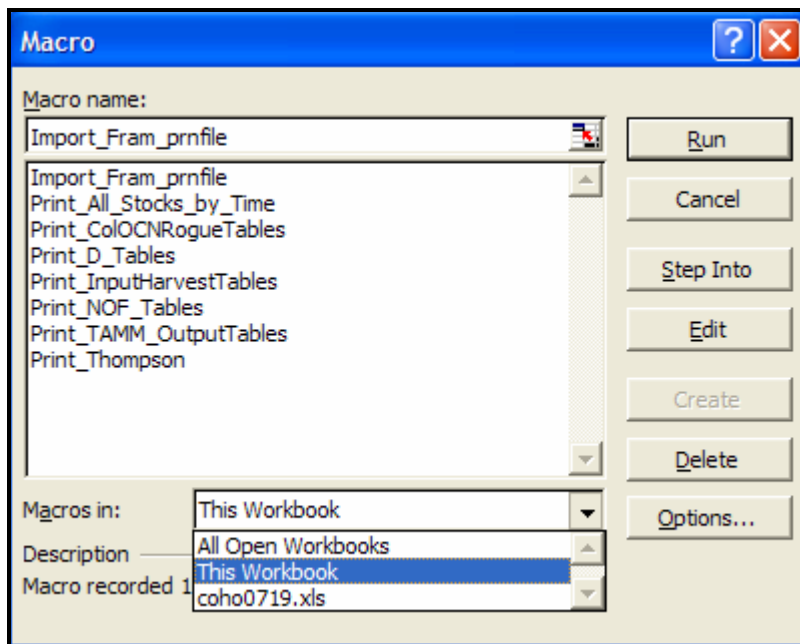 Macro
Macro name:
Import_Fram_prnfile
Run
Import_Fram_prnfile
Print_All_Stocks_by_Time
Print_ColOCNRogueTables
Print_D_Tables
Print_InputHarvestTables
Print_NOF_Tables
Print_TAMM_OutputTables
Print_Thompson
Cancel
Step Into
Edit
Create
Delete
Macros in:
This Workbook
Options...
All Open Workbooks
This Workbook
coho0719.xls
Description
Macro recorded 1